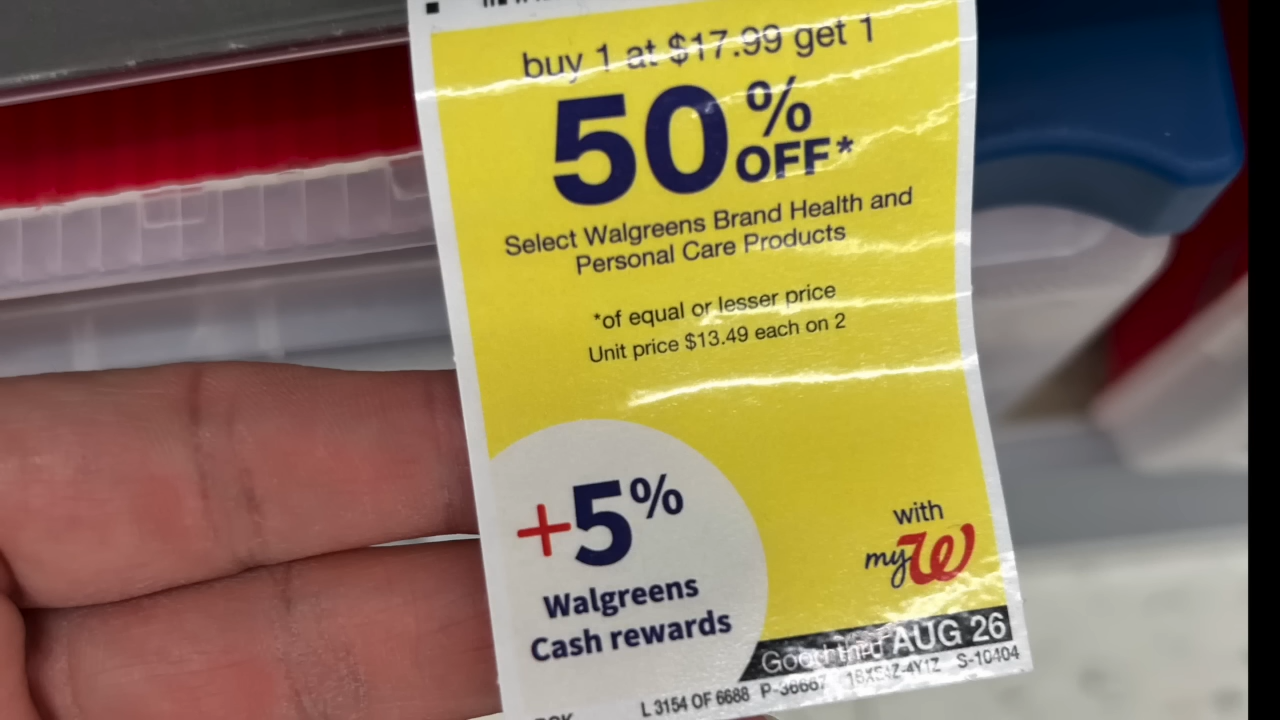 buy 1 at $17.99 get 1
50%
OFF*
Select Walgreens Brand Health and
Personal Care Products
*of equal or lesser price
Unit price $13.49 each on 2
+5%
Walgreens
Cash rewards
with
myW
Good thru AUG 26
L 3154 OF 6688 P-36667 S-10404